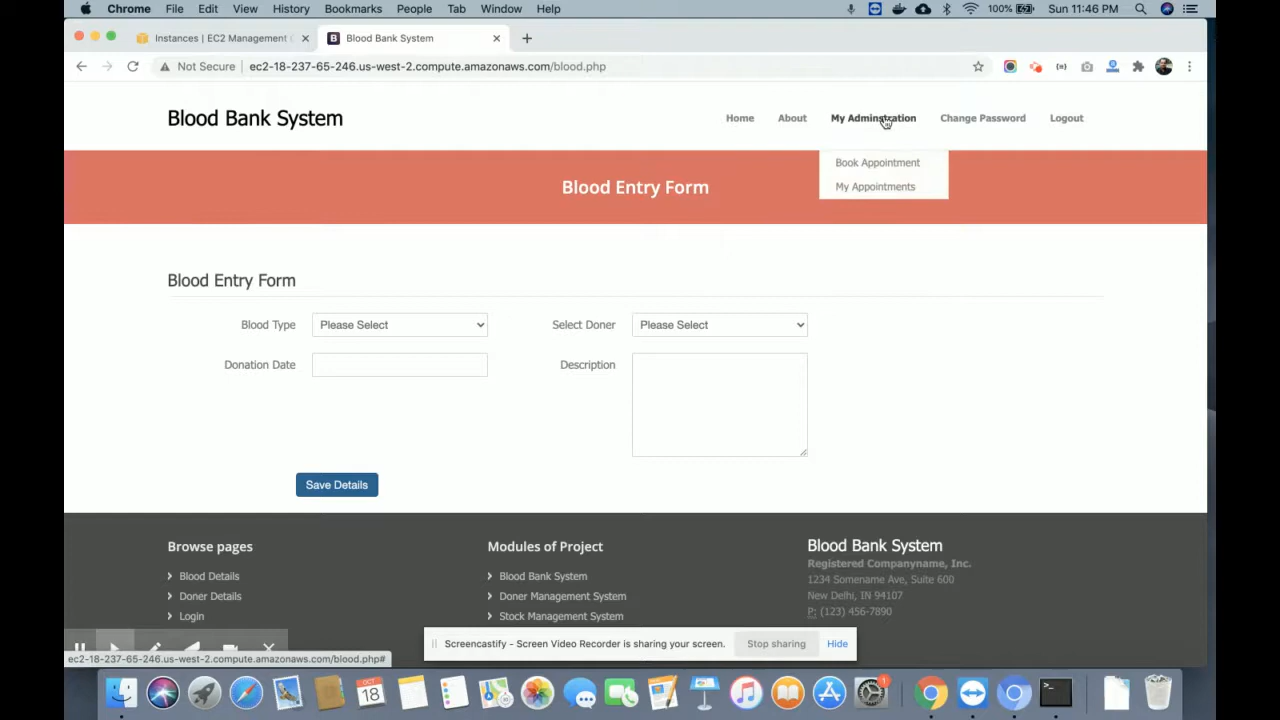 Chrome File Edit View History Bookmarks People Tab Window Help 100% Sun 11:46 PM
Instances | EC2 Management C Blood Bank System
Not Secure ec2-18-237-65-246.us-west-2.compute.amazonaws.com/blood.php
Blood Bank System Home About My Adminstration Change Password Logout
Book Appointment
My Appointments
Blood Entry Form
Blood Entry Form
Blood Type Please Select Select Doner Please Select
Donation Date Description
Save Details
Browse pages Modules of Project Blood Bank System
Registered Companyname, Inc.
Blood Details Blood Bank System 1234 Somename Ave, Suite 600
Doner Details Doner Management System New Delhi, IN 94107
Login Stock Management System P: (123) 456-7890
Screencastify - Screen Video Recorder is sharing your screen. Stop sharing Hide
ec2-18-237-65-246.us-west-2.compute.amazonaws.com/blood.php#
OCT
18
1